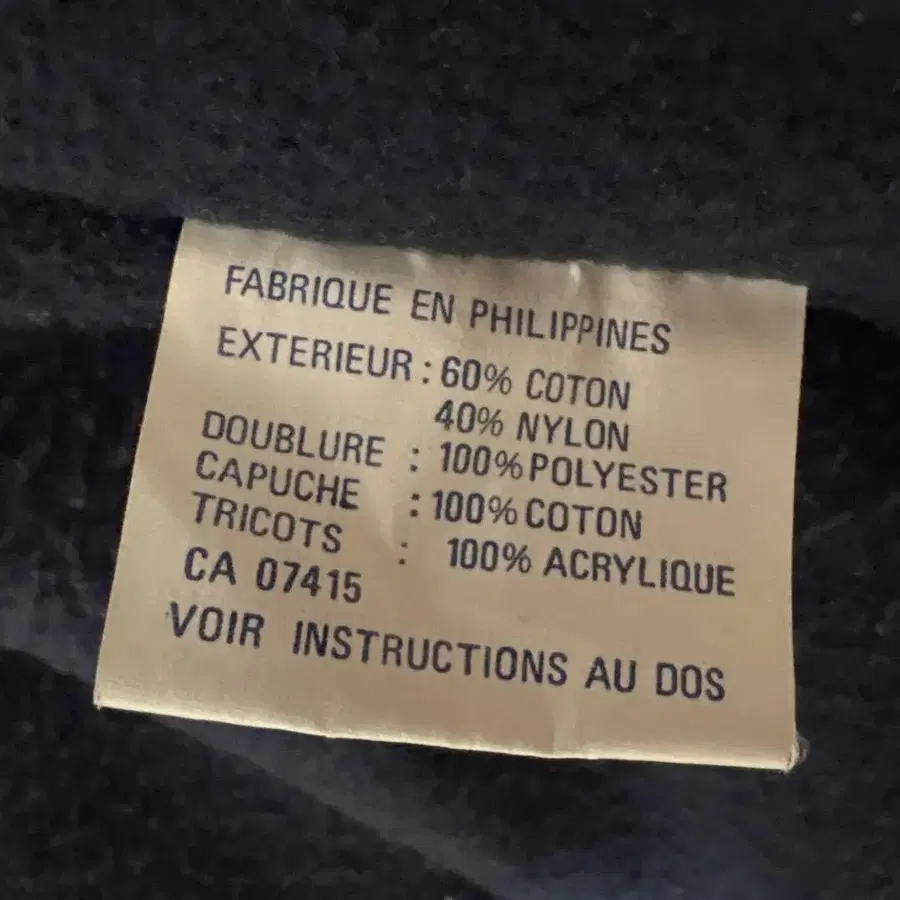 FABRIQUE EN PHILIPPINES
EXTERIEUR : 60% COTON
40% NYLON
DOUBLURE : 100% POLYESTER
CAPUCHE : 100% COTON
TRICOTS : 100% ACRYLIQUE
CA 07415
VOIR INSTRUCTIONS AU DOS